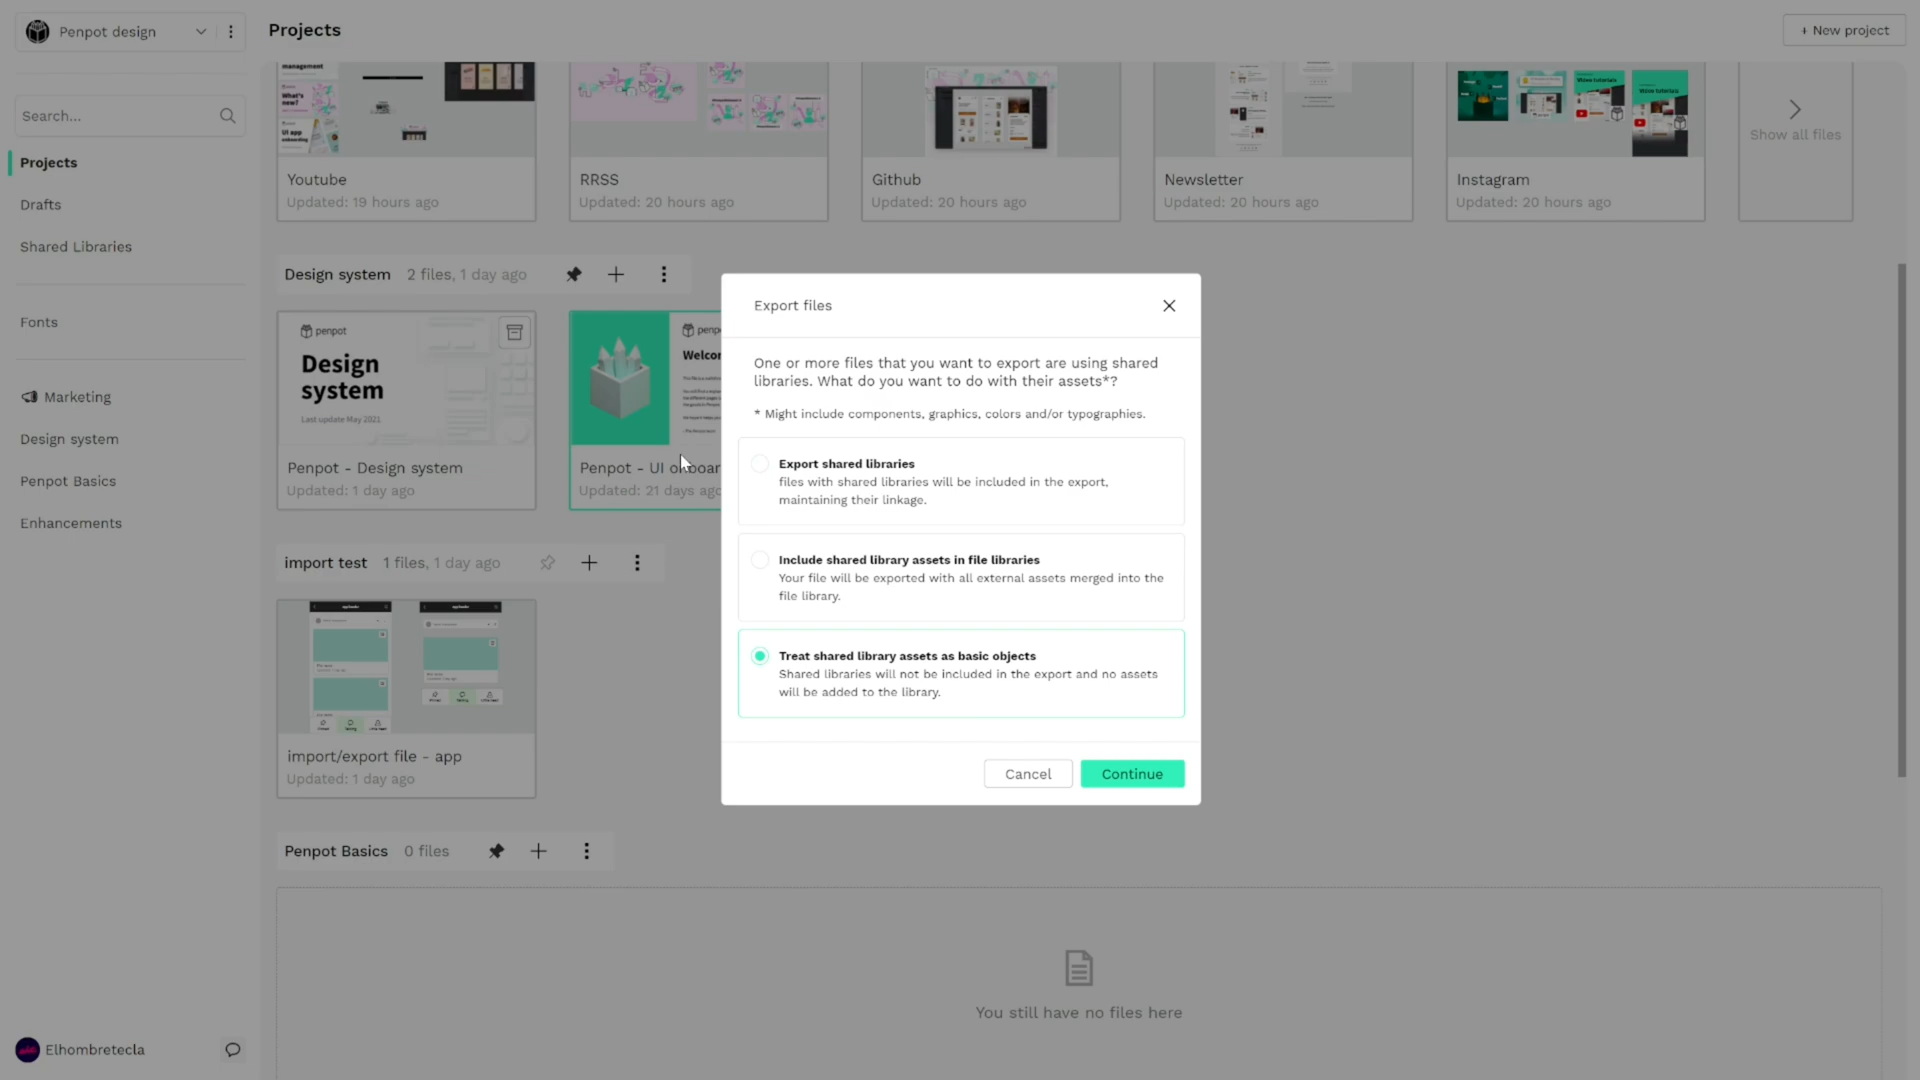 Penpot design
Projects
+ New project
Search...
Projects
Drafts
Shared Libraries
Fonts
Marketing
Design system
Penpot Basics
Enhancements
Elhombretecla
management
What's
new?
UI app
onboarding
Youtube
Updated: 19 hours ago
RRSS
Updated: 20 hours ago
Github
Updated: 20 hours ago
Newsletter
Updated: 20 hours ago
Instagram
Updated: 20 hours ago
Show all files
Design system 2 files, 1 day ago
penpot
Design
system
Last update May 2021
Penpot - Design system
Updated: 1 day ago
Penpot - UI
Updated: 21 days ago
import test 1 files, 1 day ago
import/export file - app
Updated: 1 day ago
Penpot Basics 0 files
You still have no files here
Export files
One or more files that you want to export are using shared
libraries. What do you want to do with their assets*?
* Might include components, graphics, colors and/or typographies.
Export shared libraries
files with shared libraries will be included in the export,
maintaining their linkage.
Include shared library assets in file libraries
Your file will be exported with all external assets merged into the
file library.
Treat shared library assets as basic objects
Shared libraries will not be included in the export and no assets
will be added to the library.
Cancel
Continue